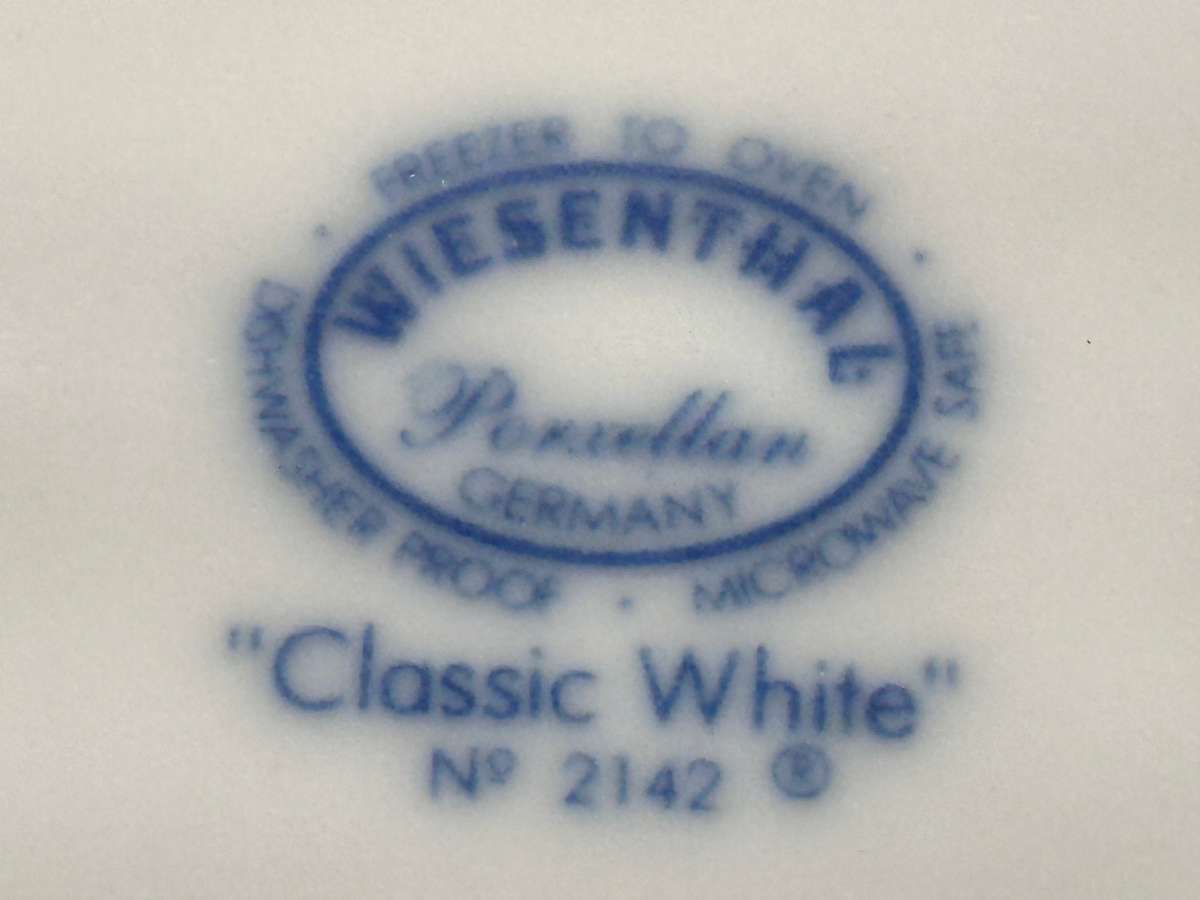 FREEZER TO OVEN · MICROWAVE SAFE · DISHWASHER PROOF ·
WIESENTHAL
Porzellan
GERMANY
"Classic White"
Nº 2142 ®